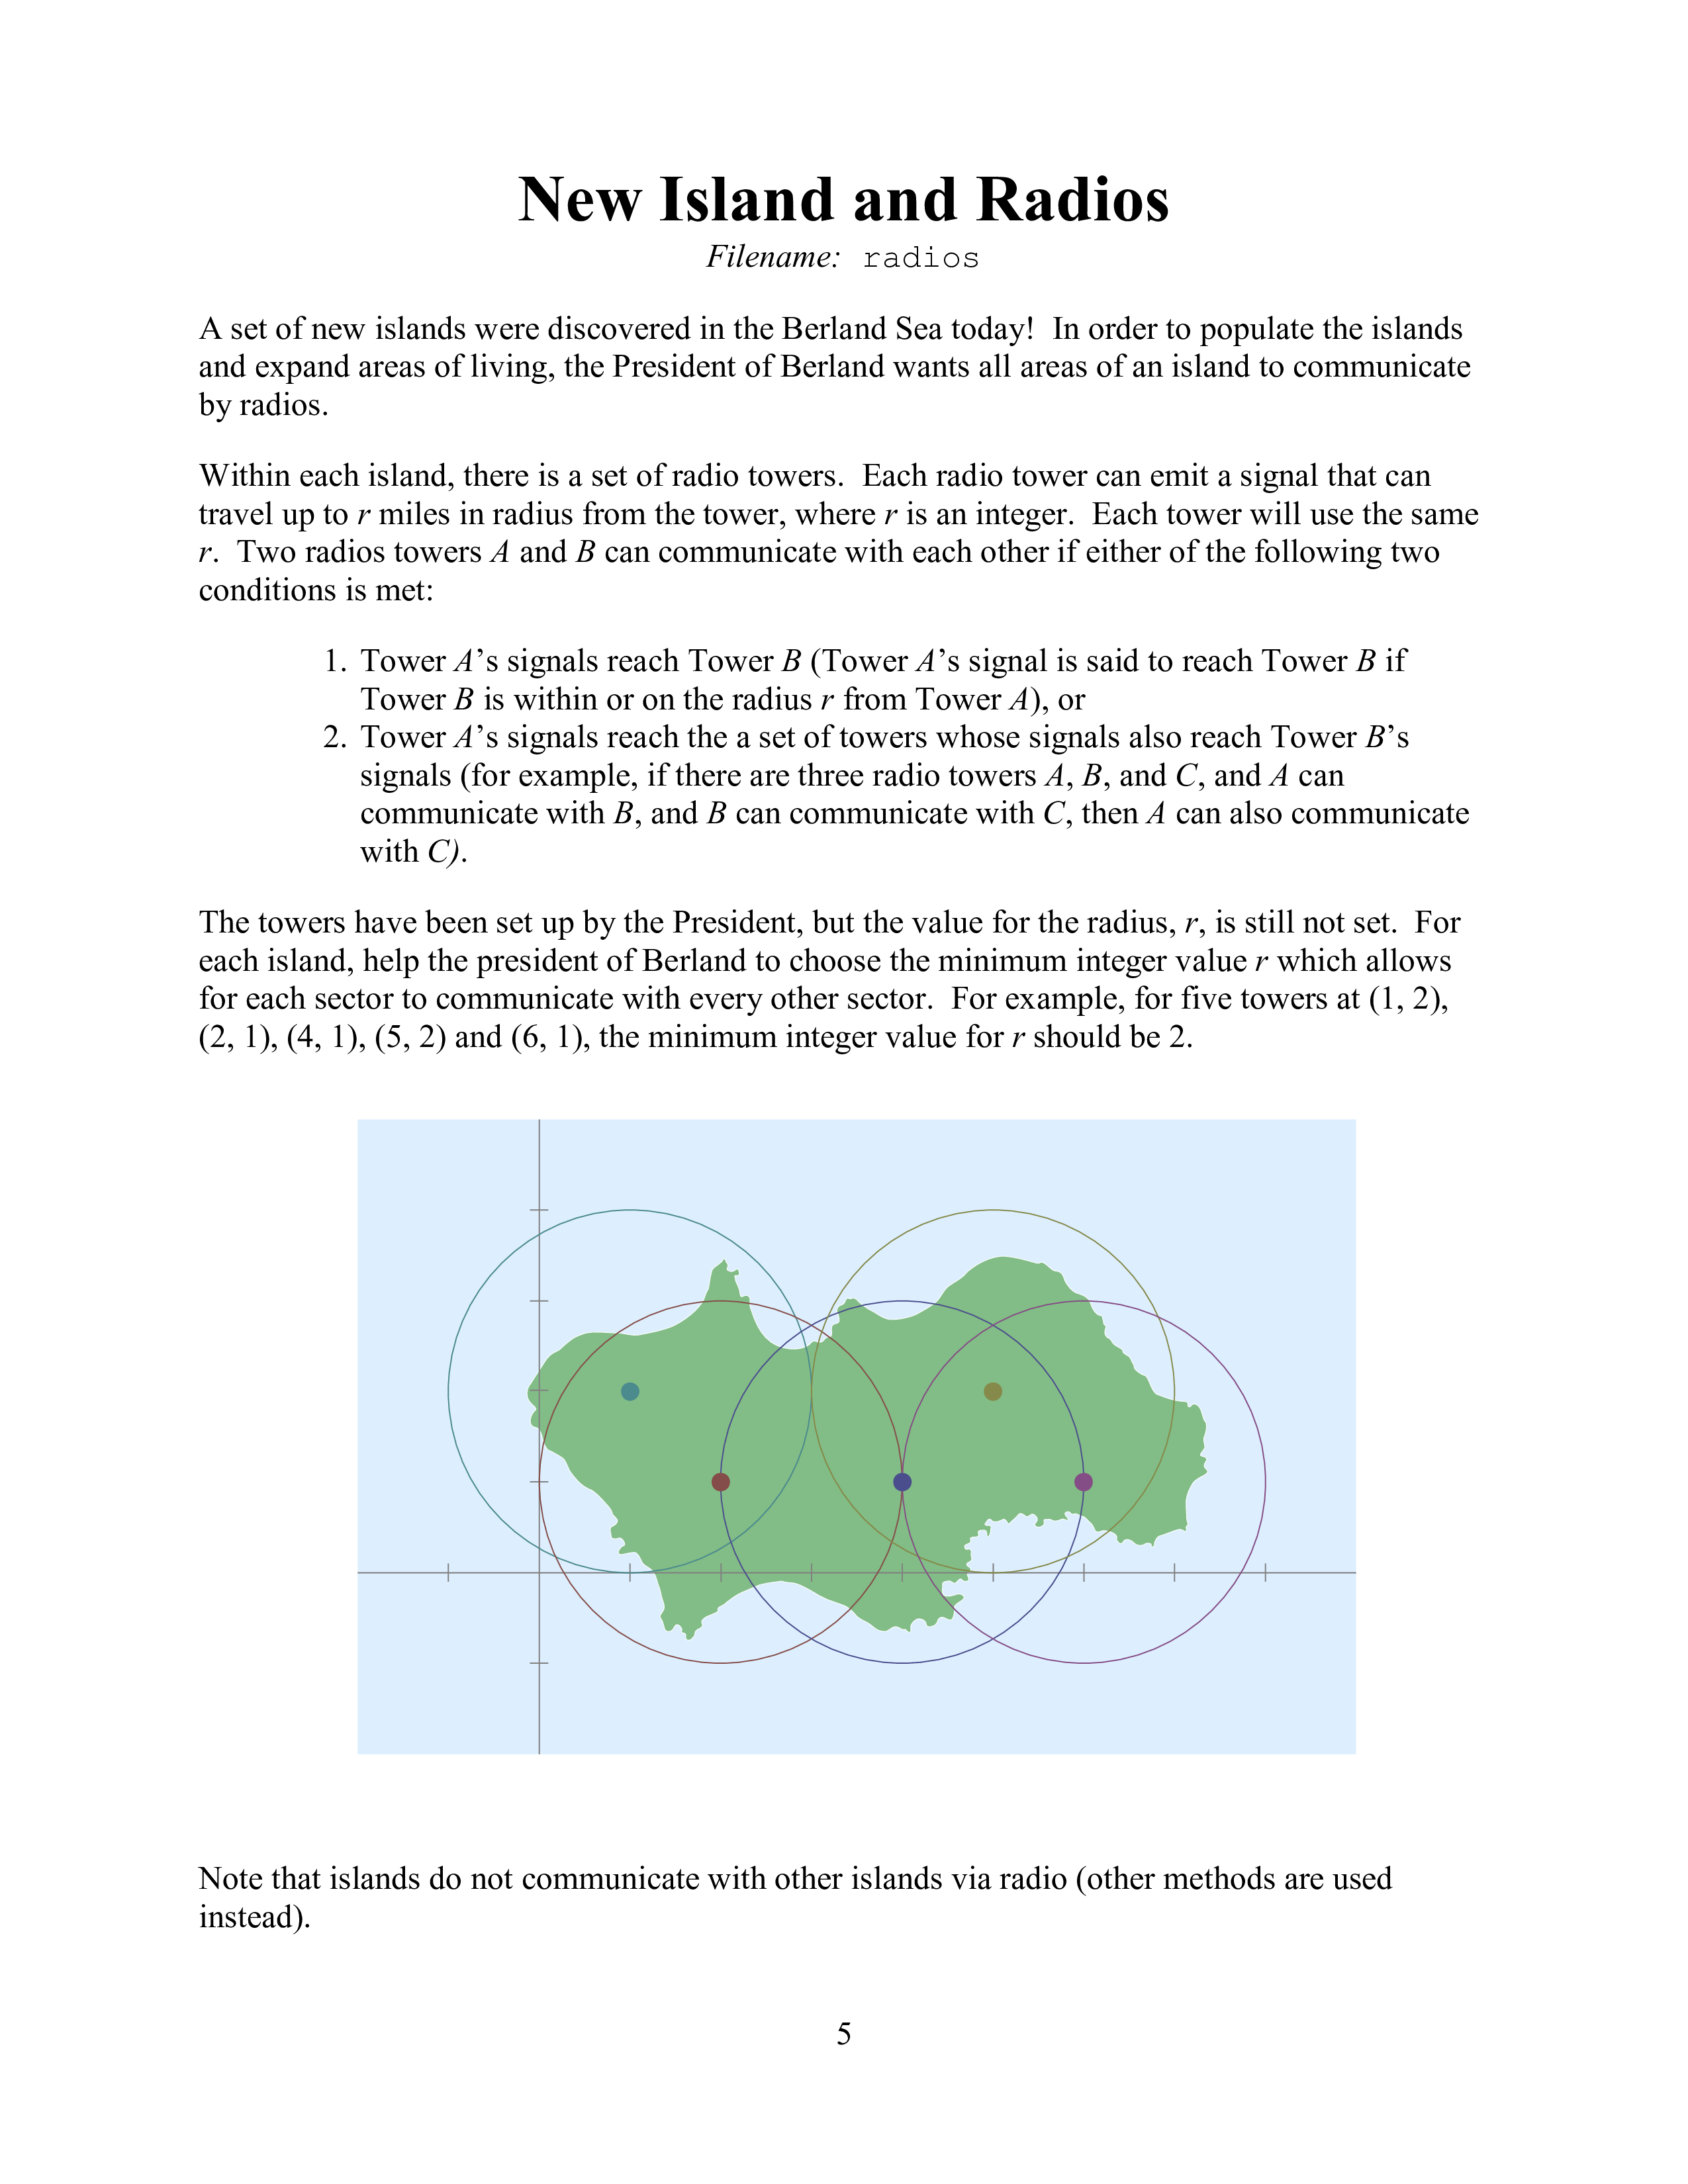 New Island and Radios
Filename: radios
A set of new islands were discovered in the Berland Sea today! In order to populate the islands
and expand areas of living, the President of Berland wants all areas of an island to communicate
by radios.
Within each island, there is a set of radio towers. Each radio tower can emit a signal that can
travel up to r miles in radius from the tower, where r is an integer. Each tower will use the same
r. Two radios towers A and B can communicate with each other if either of the following two
conditions is met:
1. Tower A’s signals reach Tower B (Tower A’s signal is said to reach Tower B if
Tower B is within or on the radius r from Tower A), or
2. Tower A’s signals reach the a set of towers whose signals also reach Tower B’s
signals (for example, if there are three radio towers A, B, and C, and A can
communicate with B, and B can communicate with C, then A can also communicate
with C).
The towers have been set up by the President, but the value for the radius, r, is still not set. For
each island, help the president of Berland to choose the minimum integer value r which allows
for each sector to communicate with every other sector. For example, for five towers at (1, 2),
(2, 1), (4, 1), (5, 2) and (6, 1), the minimum integer value for r should be 2.
Note that islands do not communicate with other islands via radio (other methods are used
instead).
5